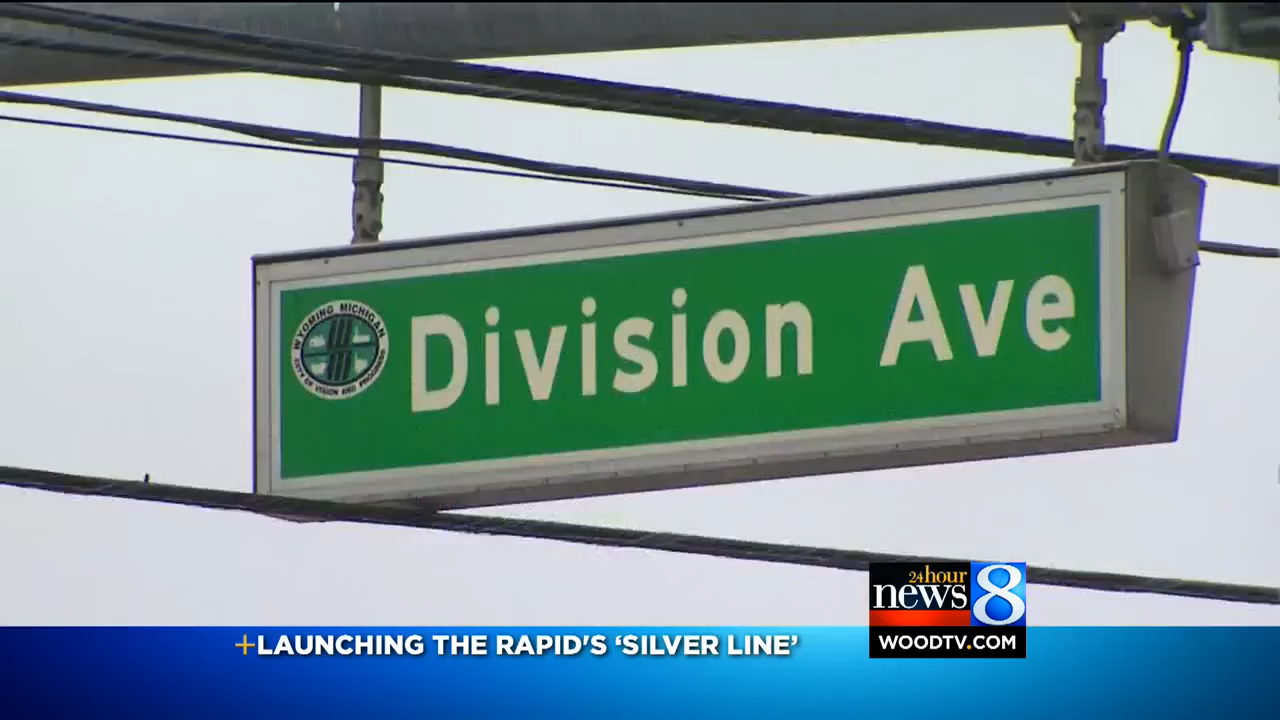 WYOMING MICHIGAN
CITY OF VISION AND PROGRESS
Division Ave
24hour
news 8
WOODTV.COM
+LAUNCHING THE RAPID'S ‘SILVER LINE’